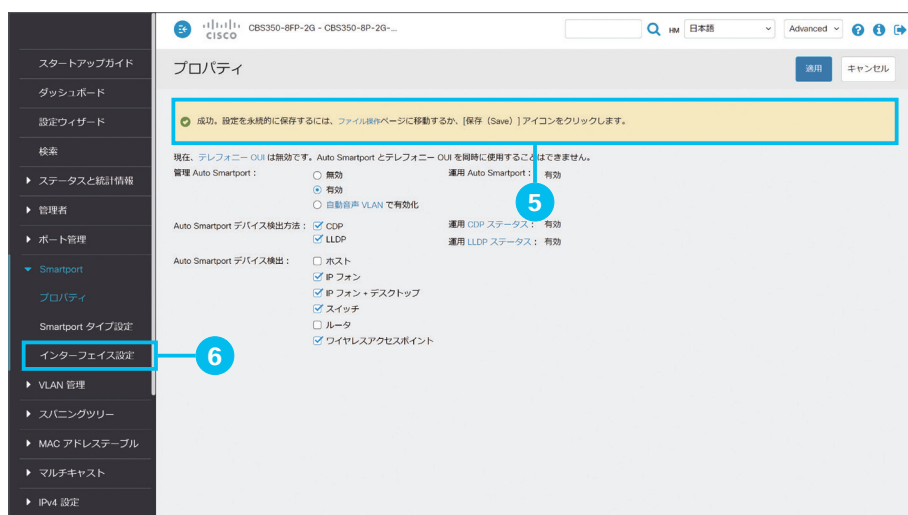 CISCO
CBS350-8FP-2G - CBS350-8P-2G-...
HM 日本語 Advanced
スタートアップガイド
ダッシュボード
設定ウィザード
検索
ステータスと統計情報
管理者
ポート管理
Smartport
プロパティ
Smartport タイプ設定
インターフェイス設定
VLAN 管理
スパニングツリー
MAC アドレステーブル
マルチキャスト
IPv4 設定
プロパティ
適用 キャンセル
成功。設定を永続的に保存するには、ファイル操作ページに移動するか、[保存（Save）] アイコンをクリックします。
5
現在、テレフォニー OUI は無効です。Auto Smartport とテレフォニー OUI を同時に使用することはできません。
管理 Auto Smartport： 無効 運用 Auto Smartport： 有効
有効
自動音声 VLAN で有効化
Auto Smartport デバイス検出方法： CDP 運用 CDP ステータス： 有効
LLDP 運用 LLDP ステータス： 有効
Auto Smartport デバイス検出： ホスト
IP フォン
IP フォン + デスクトップ
スイッチ
ルータ
ワイヤレスアクセスポイント
6